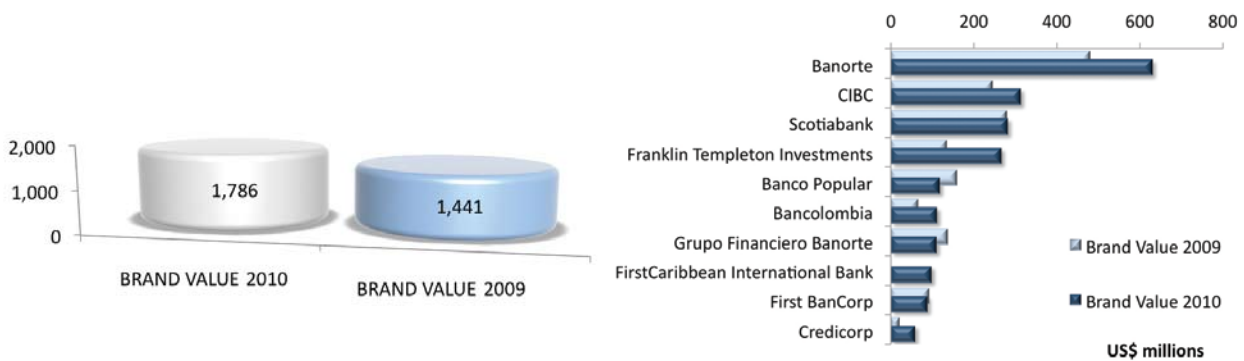 2,000
1,000
0
1,786
1,441
BRAND VALUE 2010
BRAND VALUE 2009
0 200 400 600 800
Banorte
CIBC
Scotiabank
Franklin Templeton Investments
Banco Popular
Bancolombia
Grupo Financiero Banorte
FirstCaribbean International Bank
First BanCorp
Credicorp
Brand Value 2009
Brand Value 2010
US$ millions